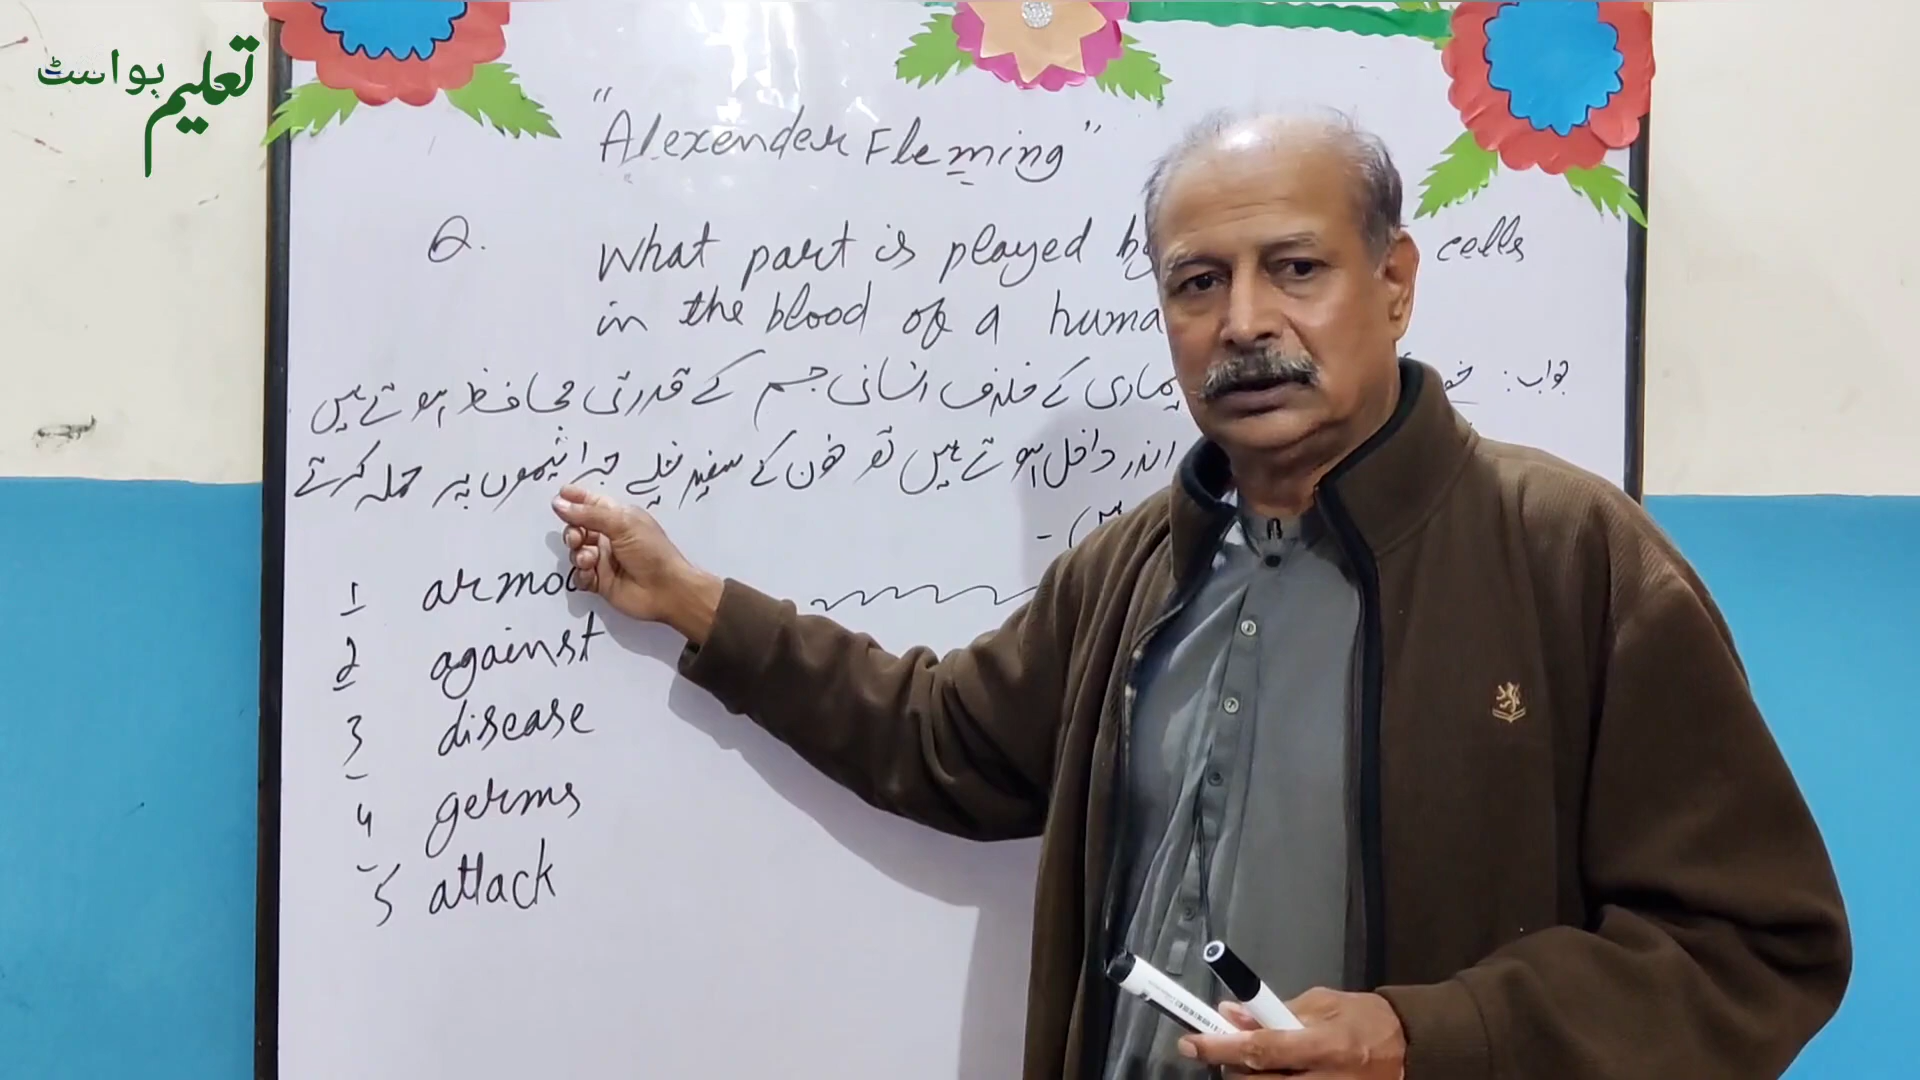 تعلیم بواسٹ
"Alexender Fleming"
Q. What part is played by cells
in the blood of a huma
جواب: بیماری کے خلاف انسانی جسم کے قدرتی محافظ ہوتے ہیں
اندر داخل ہوتے ہیں تو خون کے سفید خلیے جراثیموں پر حملہ کرتے
ہیں) -
1 armo
2 against
3 disease
4 germs
5 attack